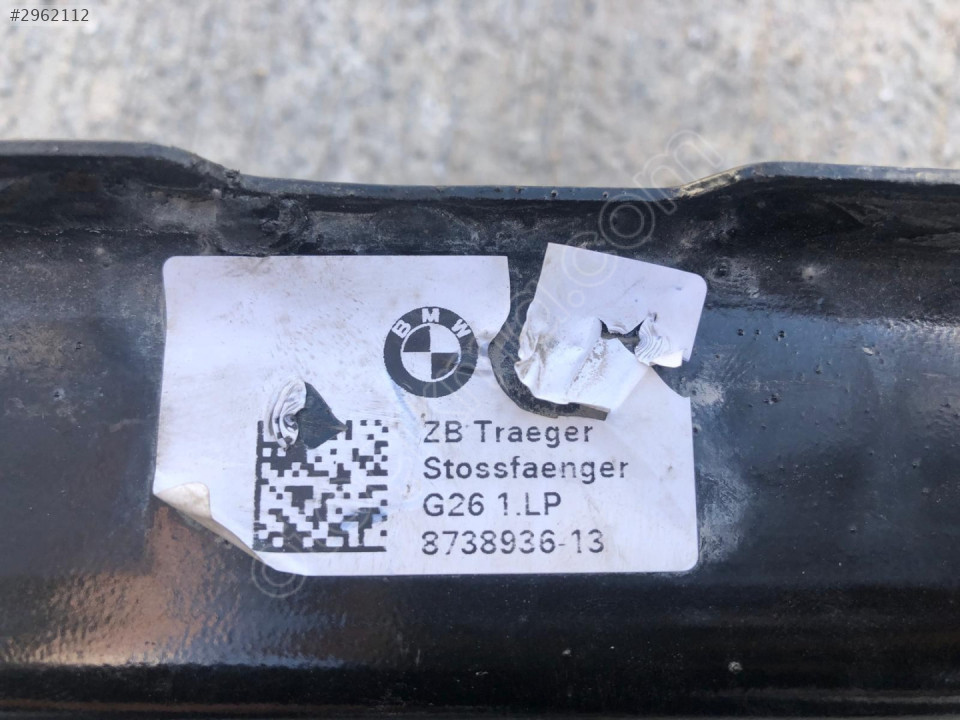 #2962112
BMW
ZB Traeger
Stossfaenger
G26 1.LP
8738936-13